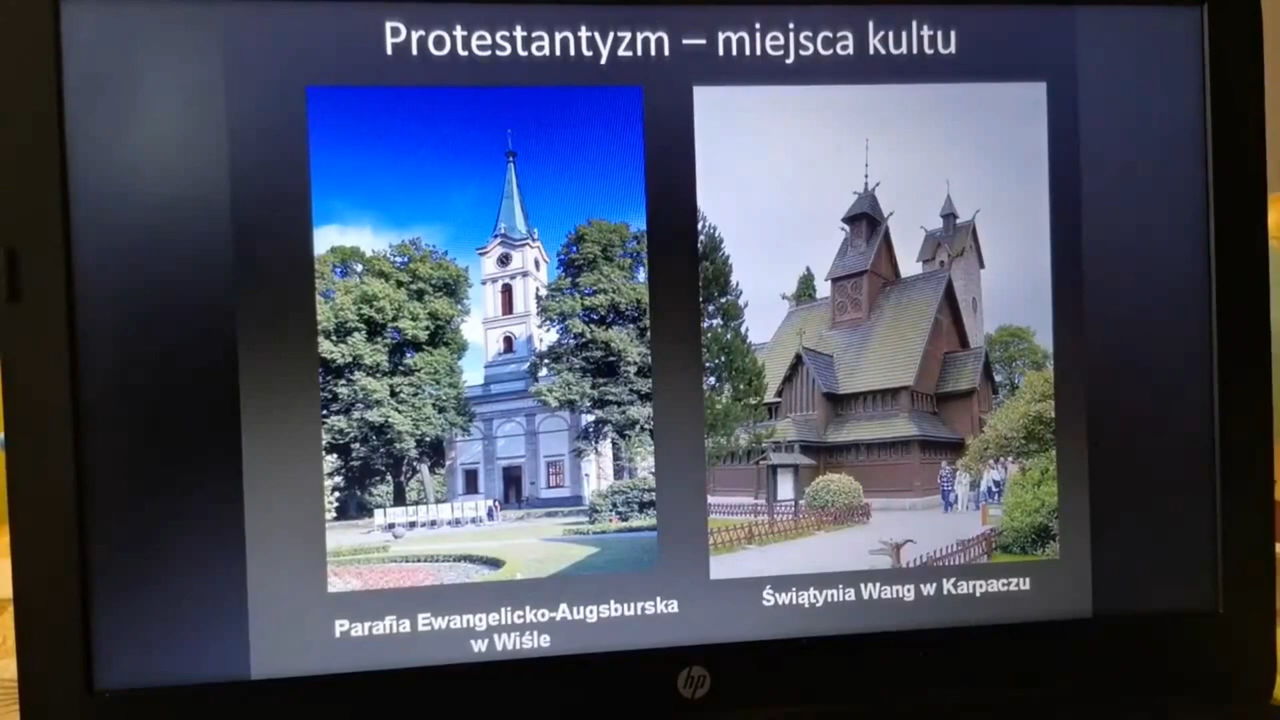 Protestantyzm – miejsca kultu
Parafia Ewangelicko-Augsburska
w Wiśle
Świątynia Wang w Karpaczu
hp